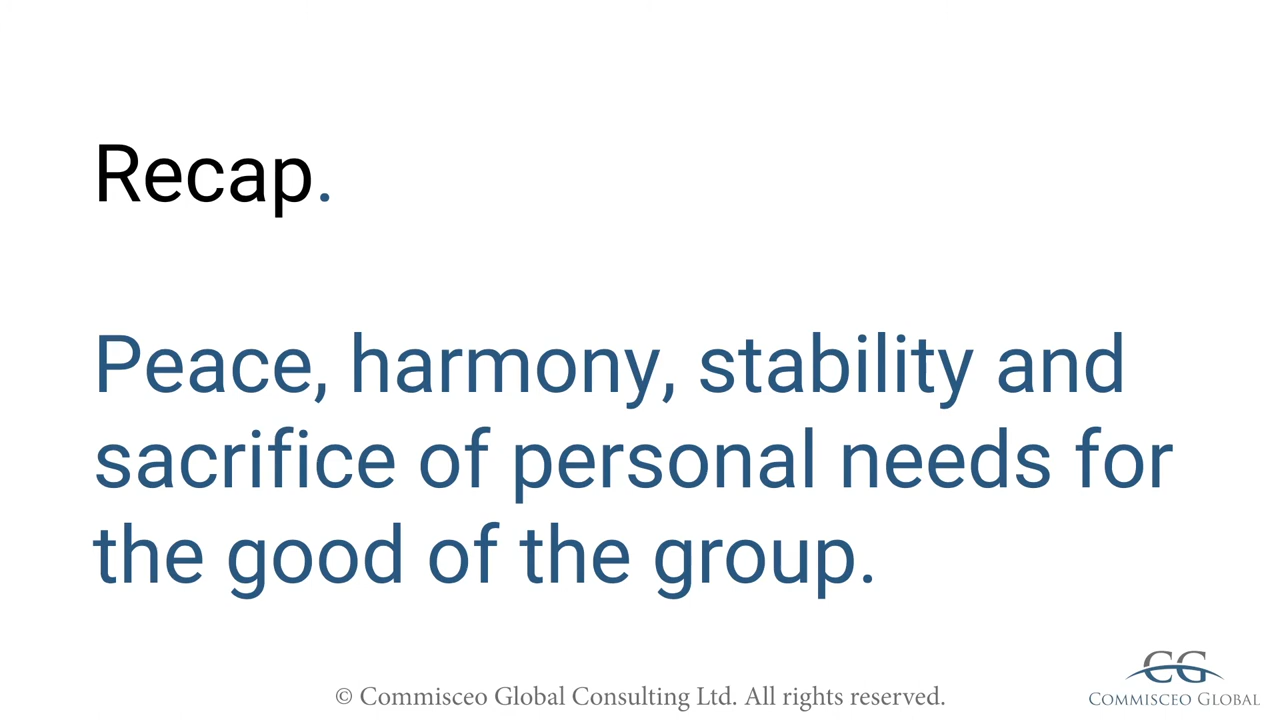 Recap.
Peace, harmony, stability and
sacrifice of personal needs for
the good of the group.
CG
© Commisceo Global Consulting Ltd. All rights reserved.
COMMISCEO GLOBAL